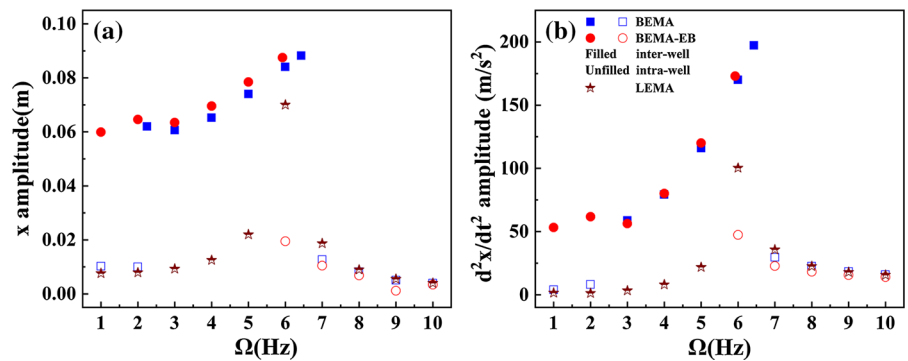 (a)
x amplitude(m)
0.10
0.08
0.06
0.04
0.02
0.00
1 2 3 4 5 6 7 8 9 10
Ω(Hz)
(b)
d²x/dt² amplitude (m/s²)
200
150
100
50
0
BEMA
BEMA-EB
Filled inter-well
Unfilled intra-well
LEMA
1 2 3 4 5 6 7 8 9 10
Ω(Hz)